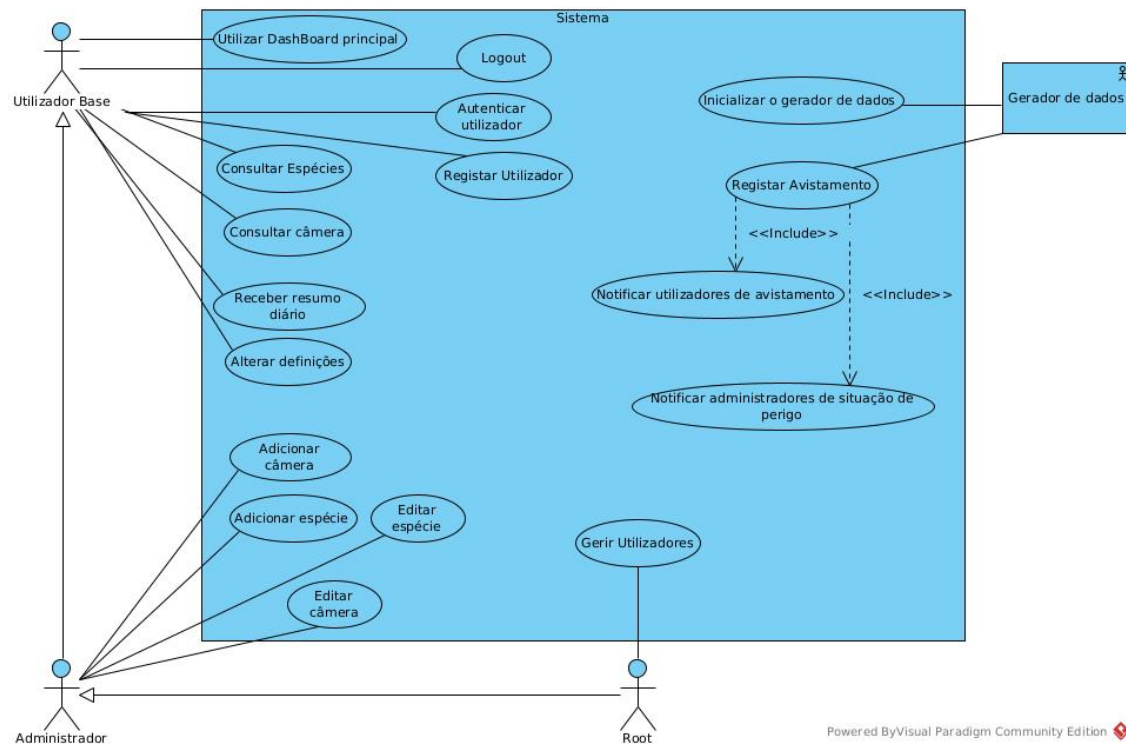 Sistema
Utilizar DashBoard principal
Logout
Utilizador Base
Autenticar
utilizador
Inicializar o gerador de dados
Gerador de dados
Consultar Espécies
Registar Utilizador
Registar Avistamento
Consultar câmera
<<Include>>
Receber resumo
diário
Notificar utilizadores de avistamento
<<Include>>
Alterar definições
Notificar administradores de situação de
perigo
Adicionar
câmera
Adicionar espécie
Editar
espécie
Gerir Utilizadores
Editar
câmera
Administrador
Root
Powered ByVisual Paradigm Community Edition